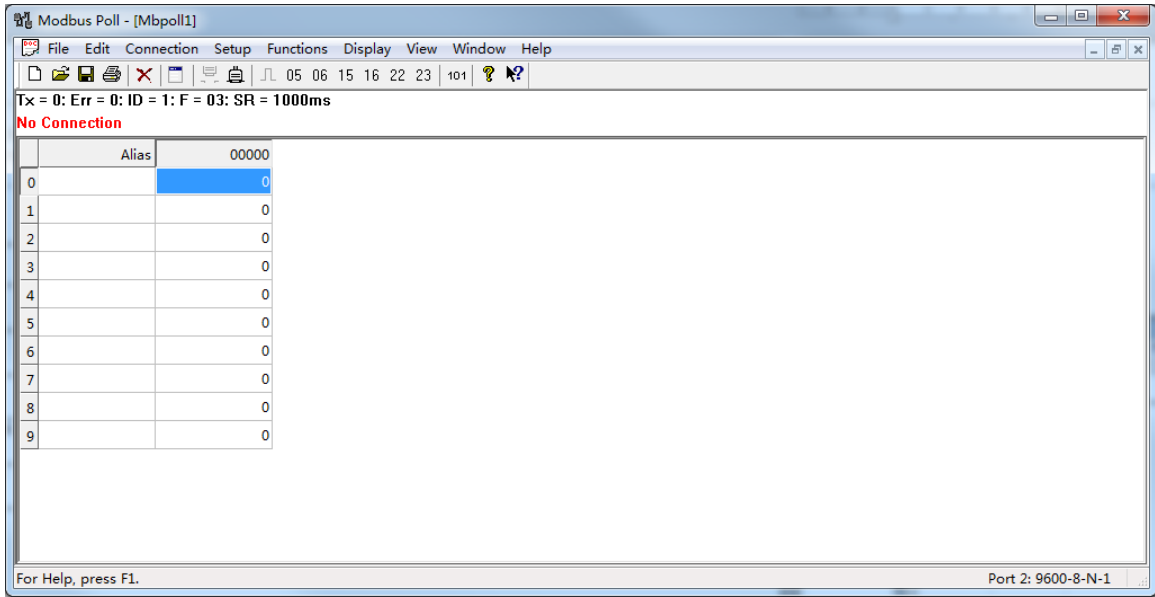 Modbus Poll - [Mbpoll1]
File Edit Connection Setup Functions Display View Window Help
05 06 15 16 22 23 101
Tx = 0: Err = 0: ID = 1: F = 03: SR = 1000ms
No Connection
Alias 00000
0 0
1 0
2 0
3 0
4 0
5 0
6 0
7 0
8 0
9 0
For Help, press F1. Port 2: 9600-8-N-1